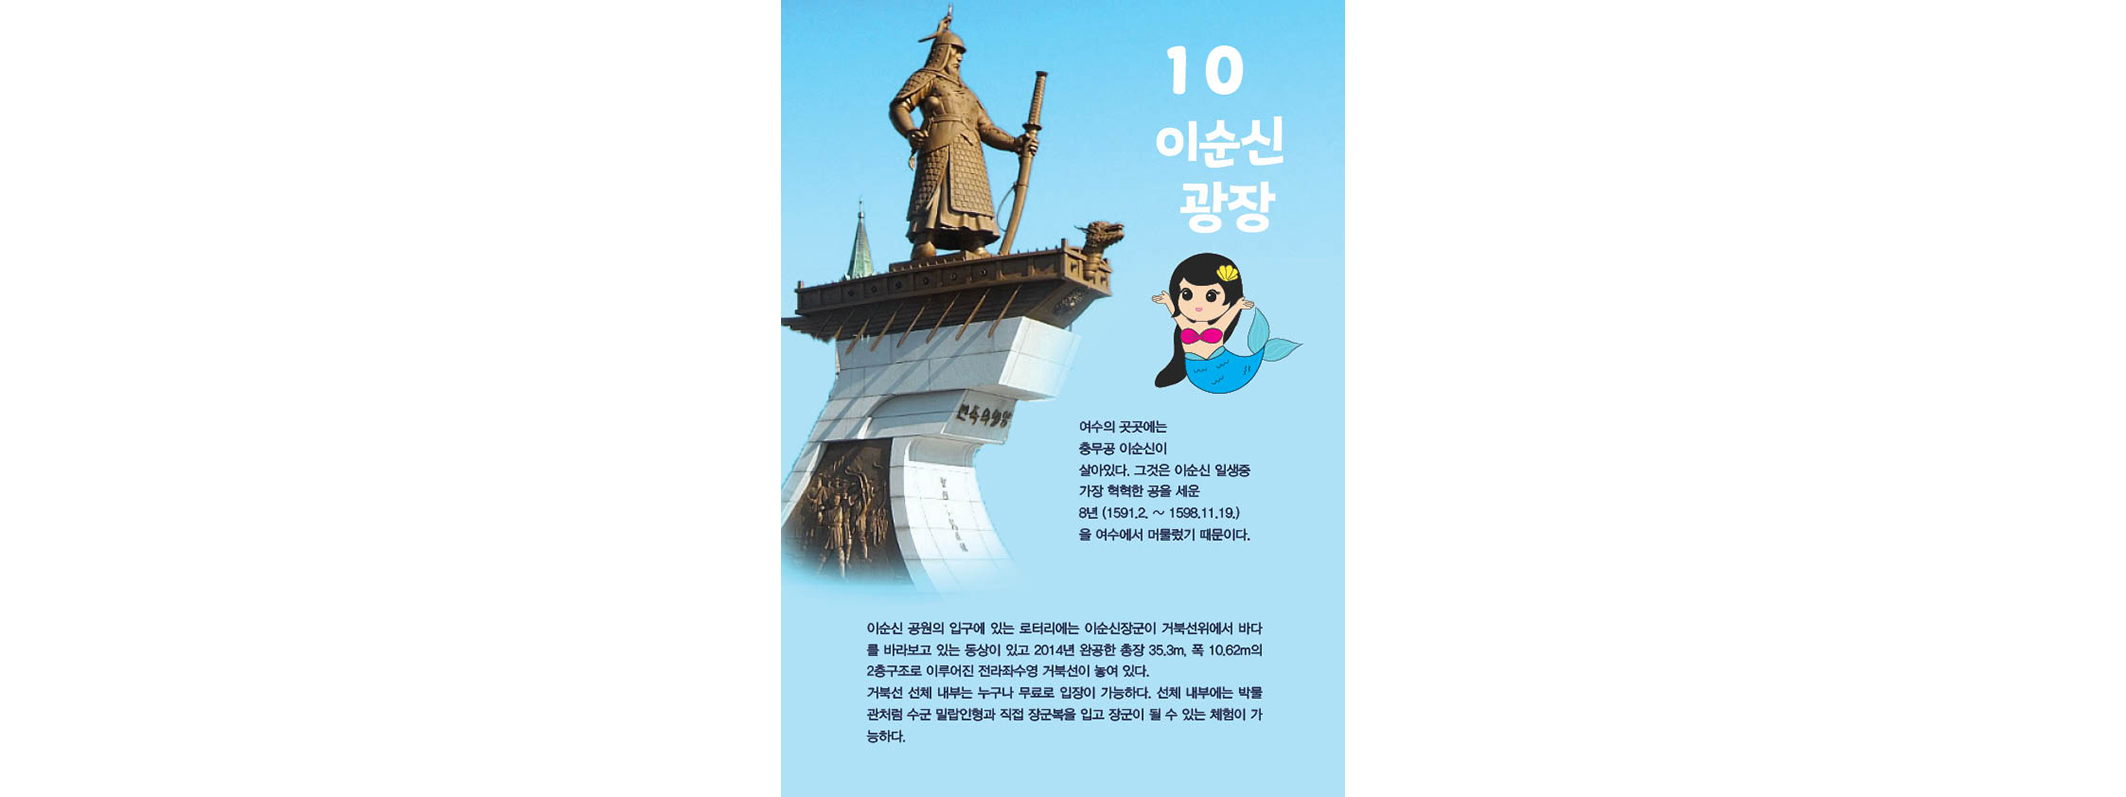 10
이순신
광장
여수의 곳곳에는
충무공 이순신이
살아있다. 그것은 이순신 일생중
가장 혁혁한 공을 세운
8년 (1591.2. ~ 1598.11.19.)
을 여수에서 머물렀기 때문이다.
이순신 공원의 입구에 있는 로터리에는 이순신장군이 거북선위에서 바다
를 바라보고 있는 동상이 있고 2014년 완공한 총장 35.3m, 폭 10.62m의
2층구조로 이루어진 전라좌수영 거북선이 놓여 있다.
거북선 선체 내부는 누구나 무료로 입장이 가능하다. 선체 내부에는 박물
관처럼 수군 밀랍인형과 직접 장군복을 입고 장군이 될 수 있는 체험이 가
능하다.